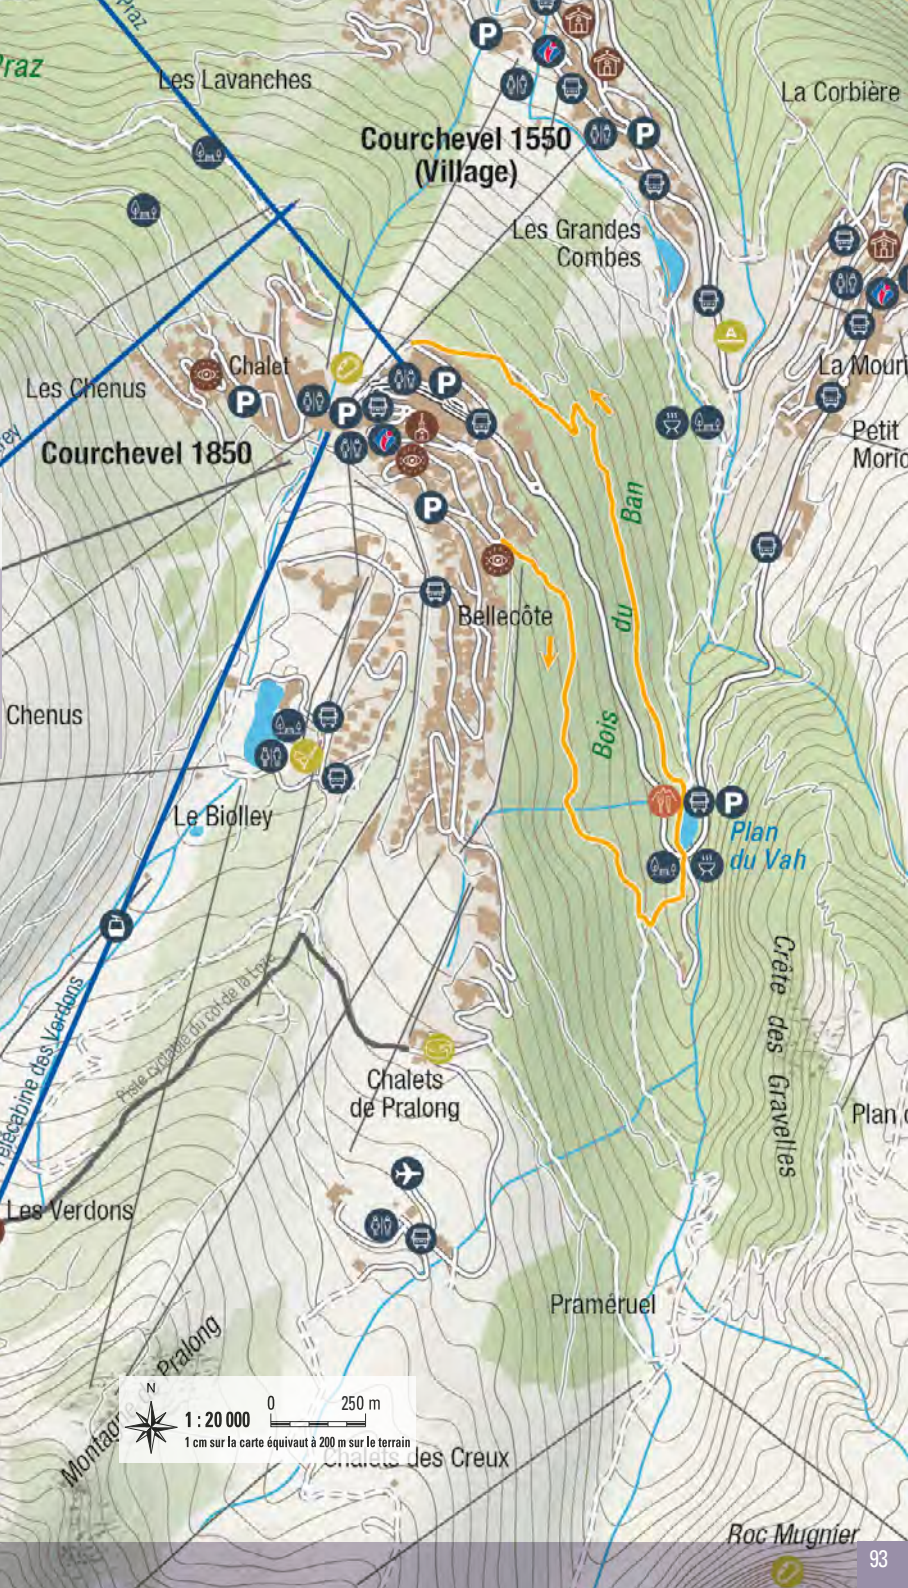 Praz
Praz
Les Lavanches
La Corbière
P
Courchevel 1550
(Village)
P
Les Grandes
Combes
A
Chalet
P
La Mouri
Les Chenus
P
P
Petit
Courchevel 1850
P
Ban
du
Bellecôte
Bois
Chenus
P
Plan
du Vah
Le Biolley
Crête des Gravelles
Piste cyclable du col de la Loze
Télécabine des Verdons
Chalets
de Pralong
Plan
Les Verdons
Praméruel
Pralong
N
0 250 m
1 : 20 000
1 cm sur la carte équivaut à 200 m sur le terrain
Chalets des Creux
Roc Mugnier
93